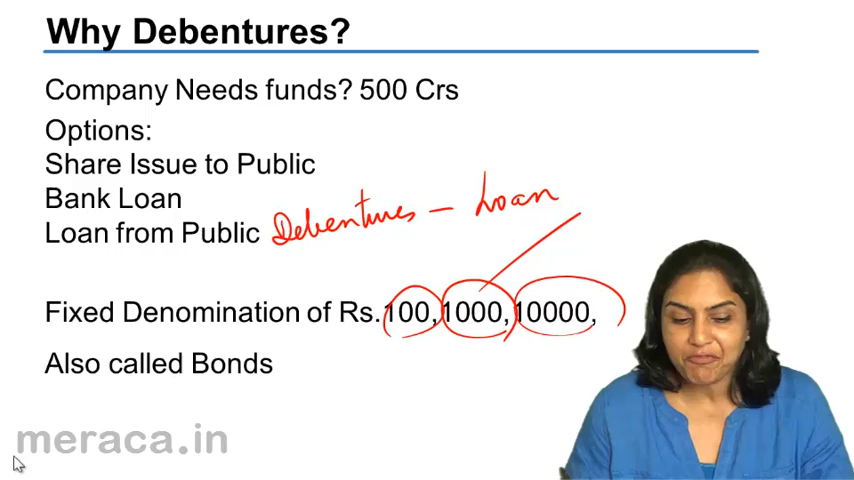 Why Debentures?
Company Needs funds? 500 Crs
Options:
Share Issue to Public
Bank Loan
Loan from Public Debentures – Loan
Fixed Denomination of Rs.100,1000,10000,
Also called Bonds
meraca.in